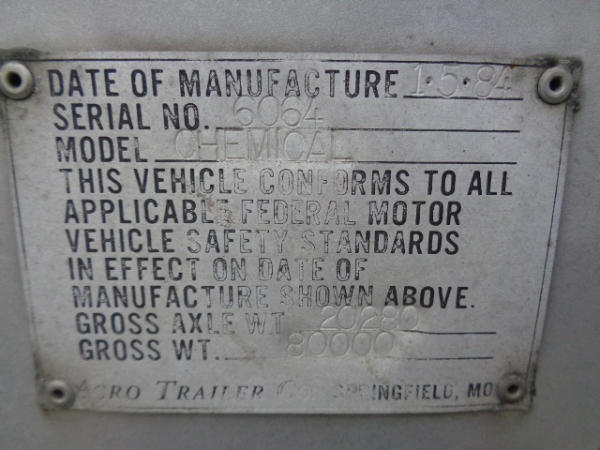 DATE OF MANUFACTURE 1·5·84
SERIAL NO. 6064
MODEL CHEMICAL
THIS VEHICLE CONFORMS TO ALL
APPLICABLE FEDERAL MOTOR
VEHICLE SAFETY STANDARDS
IN EFFECT ON DATE OF
MANUFACTURE SHOWN ABOVE.
GROSS AXLE WT. 20280
GROSS WT. 80000
TRAILER SPRINGFIELD, MO